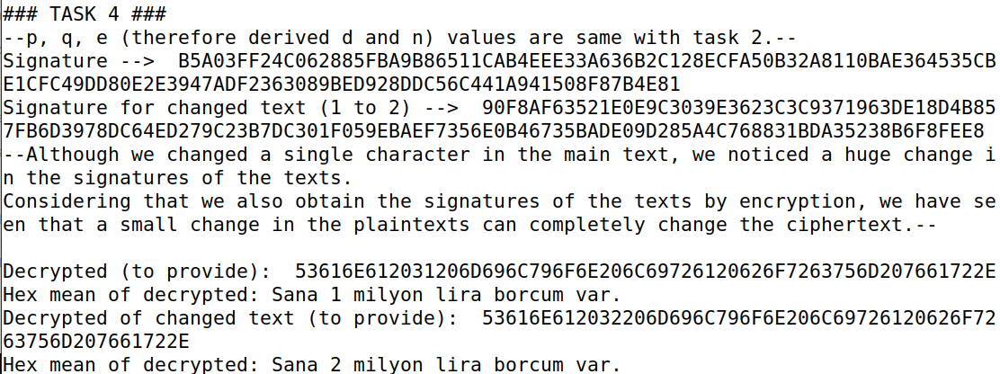 ### TASK 4 ###
--p, q, e (therefore derived d and n) values are same with task 2.--
Signature -->  B5A03FF24C062885FBA9B86511CAB4EEE33A636B2C128ECFA50B32A8110BAE364535CB
E1CFC49DD80E2E3947ADF2363089BED928DDC56C441A941508F87B4E81
Signature for changed text (1 to 2) -->  90F8AF63521E0E9C3039E3623C3C9371963DE18D4B85
7FB6D3978DC64ED279C23B7DC301F059EBAEF7356E0B46735BADE09D285A4C768831BDA35238B6F8FEE8
--Although we changed a single character in the main text, we noticed a huge change i
n the signatures of the texts.
Considering that we also obtain the signatures of the texts by encryption, we have se
en that a small change in the plaintexts can completely change the ciphertext.--
Decrypted (to provide):  53616E612031206D696C796F6E206C69726120626F7263756D207661722E
Hex mean of decrypted: Sana 1 milyon lira borcum var.
Decrypted of changed text (to provide):  53616E612032206D696C796F6E206C69726120626F72
63756D207661722E
Hex mean of decrypted: Sana 2 milyon lira borcum var.